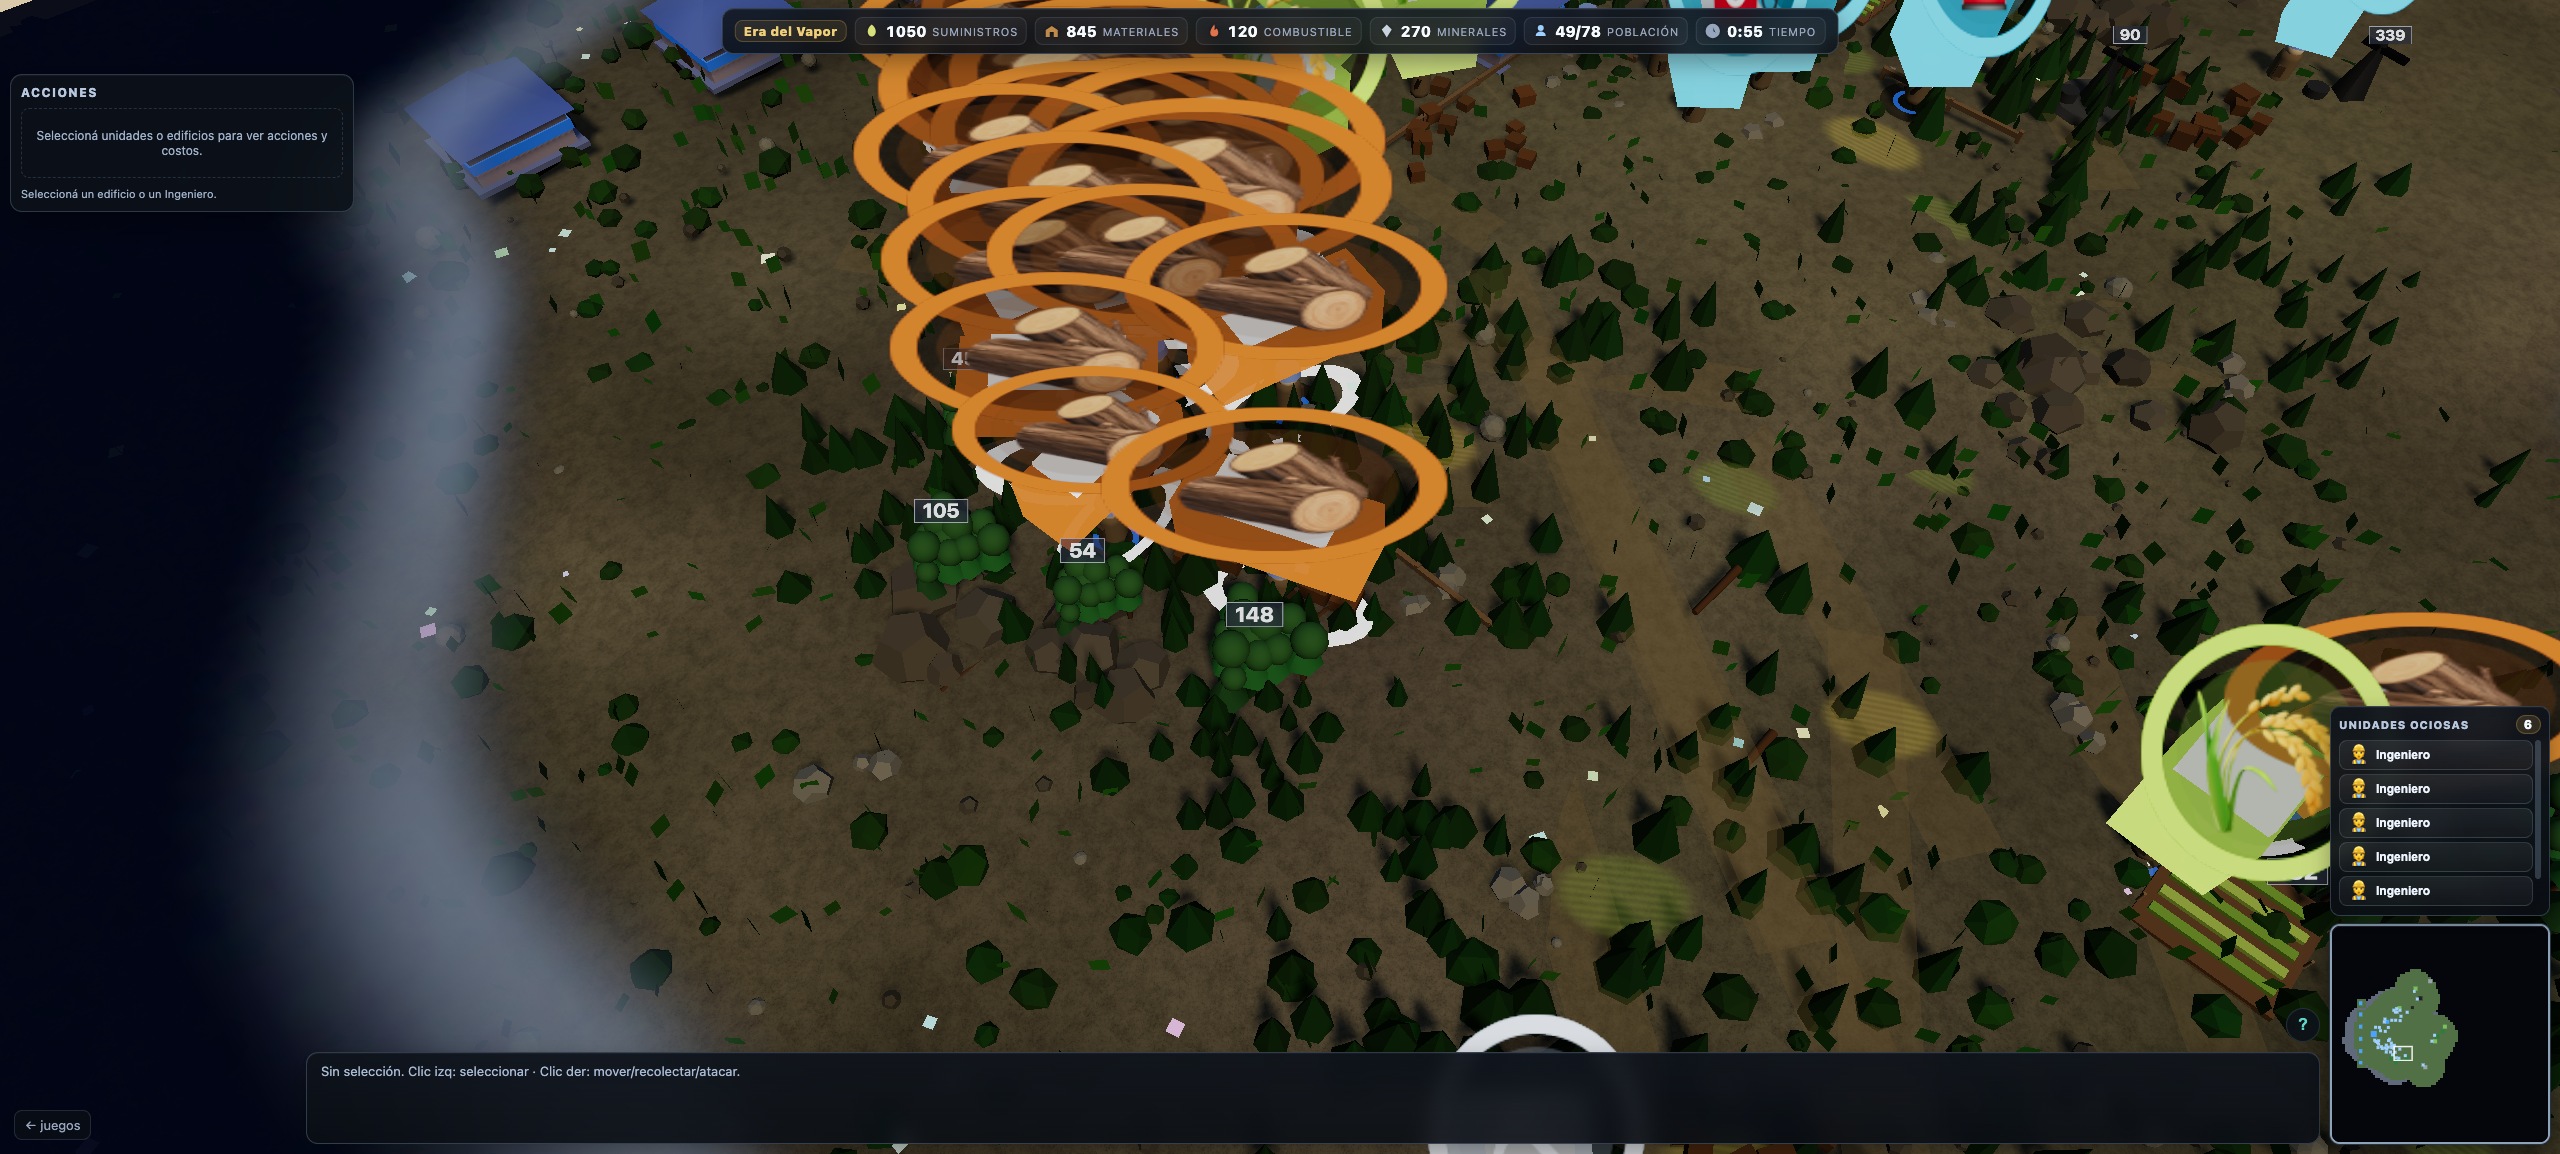 Era del Vapor
1050 SUMINISTROS
845 MATERIALES
120 COMBUSTIBLE
270 MINERALES
49/78 POBLACIÓN
0:55 TIEMPO
90
339
ACCIONES
Seleccioná unidades o edificios para ver acciones y
costos.
Seleccioná un edificio o un Ingeniero.
105
54
148
UNIDADES OCIOSAS 6
Ingeniero
Ingeniero
Ingeniero
Ingeniero
Ingeniero
?
Sin selección. Clic izq: seleccionar · Clic der: mover/recolectar/atacar.
← juegos